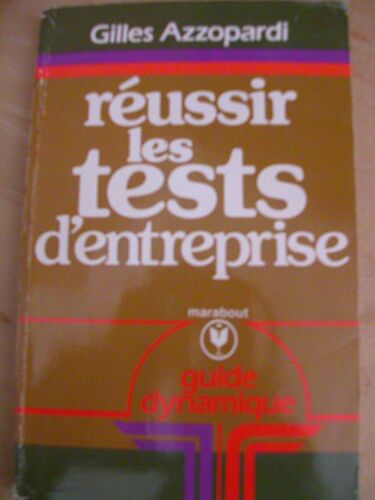 Gilles Azzopardi
réussir
les
tests
d'entreprise
marabout
guide
dynamique